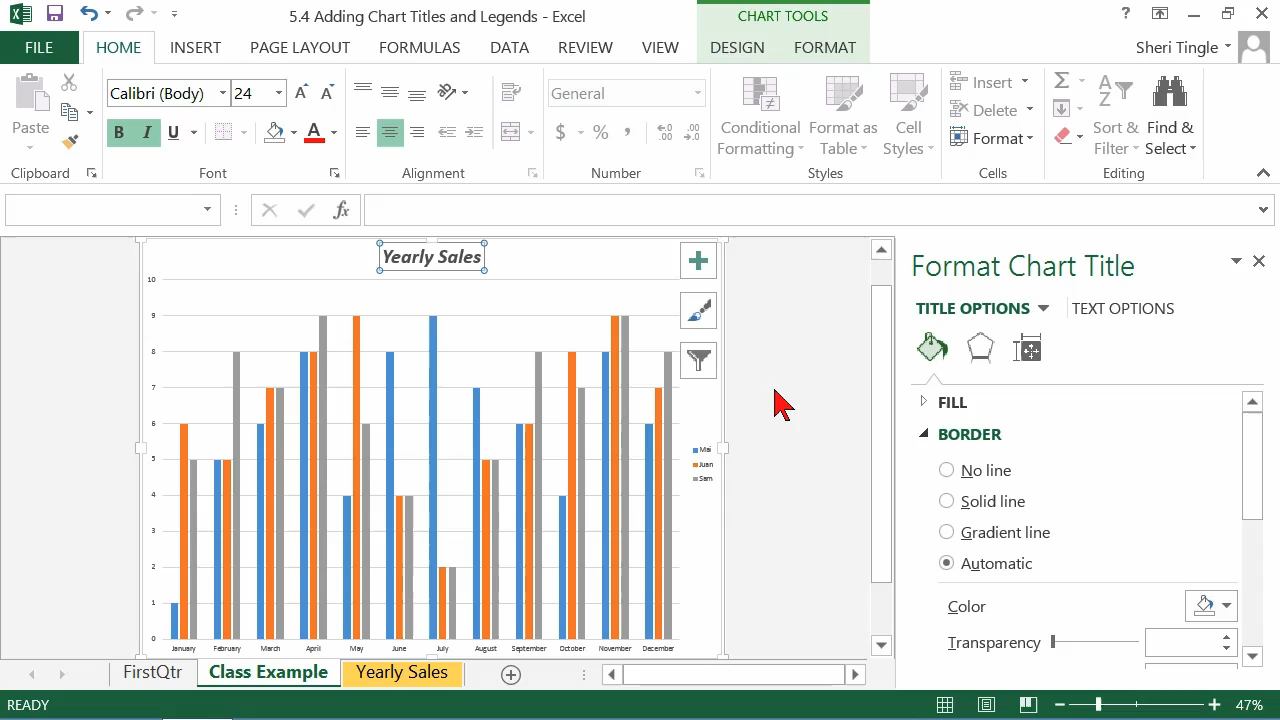 5.4 Adding Chart Titles and Legends - Excel
CHART TOOLS
?
FILE
HOME
INSERT
PAGE LAYOUT
FORMULAS
DATA
REVIEW
VIEW
DESIGN
FORMAT
Sheri Tingle
Paste
Clipboard
Calibri (Body)
24
B I U
Font
Alignment
General
$ % ,
Number
Conditional
Formatting
Format as
Table
Cell
Styles
Styles
Insert
Delete
Format
Cells
Sort &
Filter
Find &
Select
Editing
fx
Yearly Sales
10
9
8
7
6
5
4
3
2
1
0
January February March April May June July August September October November December
Mai
Juan
Sam
Format Chart Title
TITLE OPTIONS
TEXT OPTIONS
FILL
BORDER
No line
Solid line
Gradient line
Automatic
Color
Transparency
FirstQtr
Class Example
Yearly Sales
READY
47%